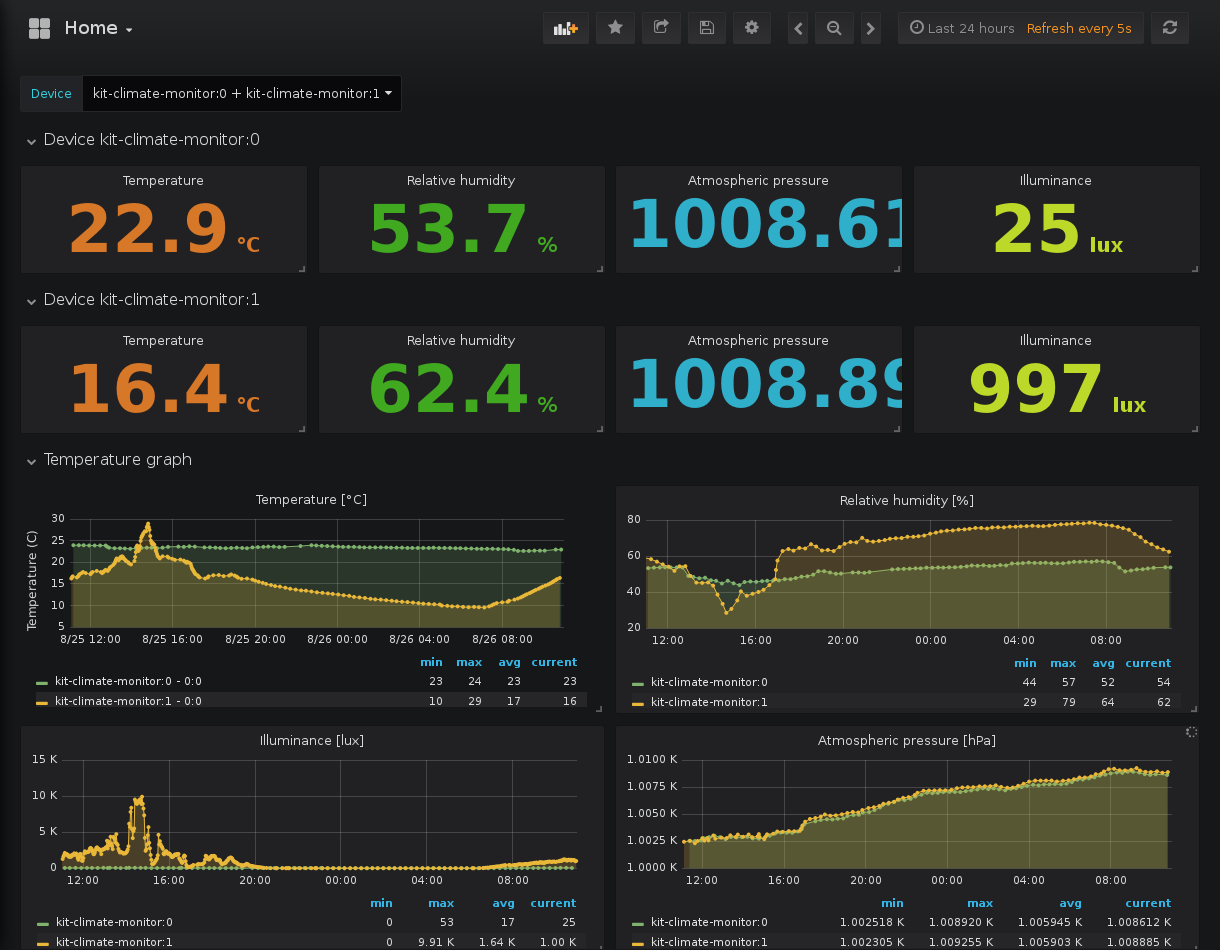 Home
Last 24 hours Refresh every 5s
Device kit-climate-monitor:0 + kit-climate-monitor:1
Device kit-climate-monitor:0
Temperature Relative humidity Atmospheric pressure Illuminance
22.9 °C 53.7 % 1008.61 25 lux
Device kit-climate-monitor:1
Temperature Relative humidity Atmospheric pressure Illuminance
16.4 °C 62.4 % 1008.89 997 lux
Temperature graph
Temperature [°C]
Temperature (C)
30
25
20
15
10
5
8/25 12:00 8/25 16:00 8/25 20:00 8/26 00:00 8/26 04:00 8/26 08:00
min max avg current
kit-climate-monitor:0 - 0:0 23 24 23 23
kit-climate-monitor:1 - 0:0 10 29 17 16
Relative humidity [%]
80
60
40
20
12:00 16:00 20:00 00:00 04:00 08:00
min max avg current
kit-climate-monitor:0 44 57 52 54
kit-climate-monitor:1 29 79 64 62
Illuminance [lux]
15 K
10 K
5 K
0
12:00 16:00 20:00 00:00 04:00 08:00
min max avg current
kit-climate-monitor:0 0 53 17 25
kit-climate-monitor:1 0 9.91 K 1.64 K 1.00 K
Atmospheric pressure [hPa]
1.0100 K
1.0075 K
1.0050 K
1.0025 K
1.0000 K
12:00 16:00 20:00 00:00 04:00 08:00
min max avg current
kit-climate-monitor:0 1.002518 K 1.008920 K 1.005945 K 1.008612 K
kit-climate-monitor:1 1.002305 K 1.009255 K 1.005903 K 1.008885 K